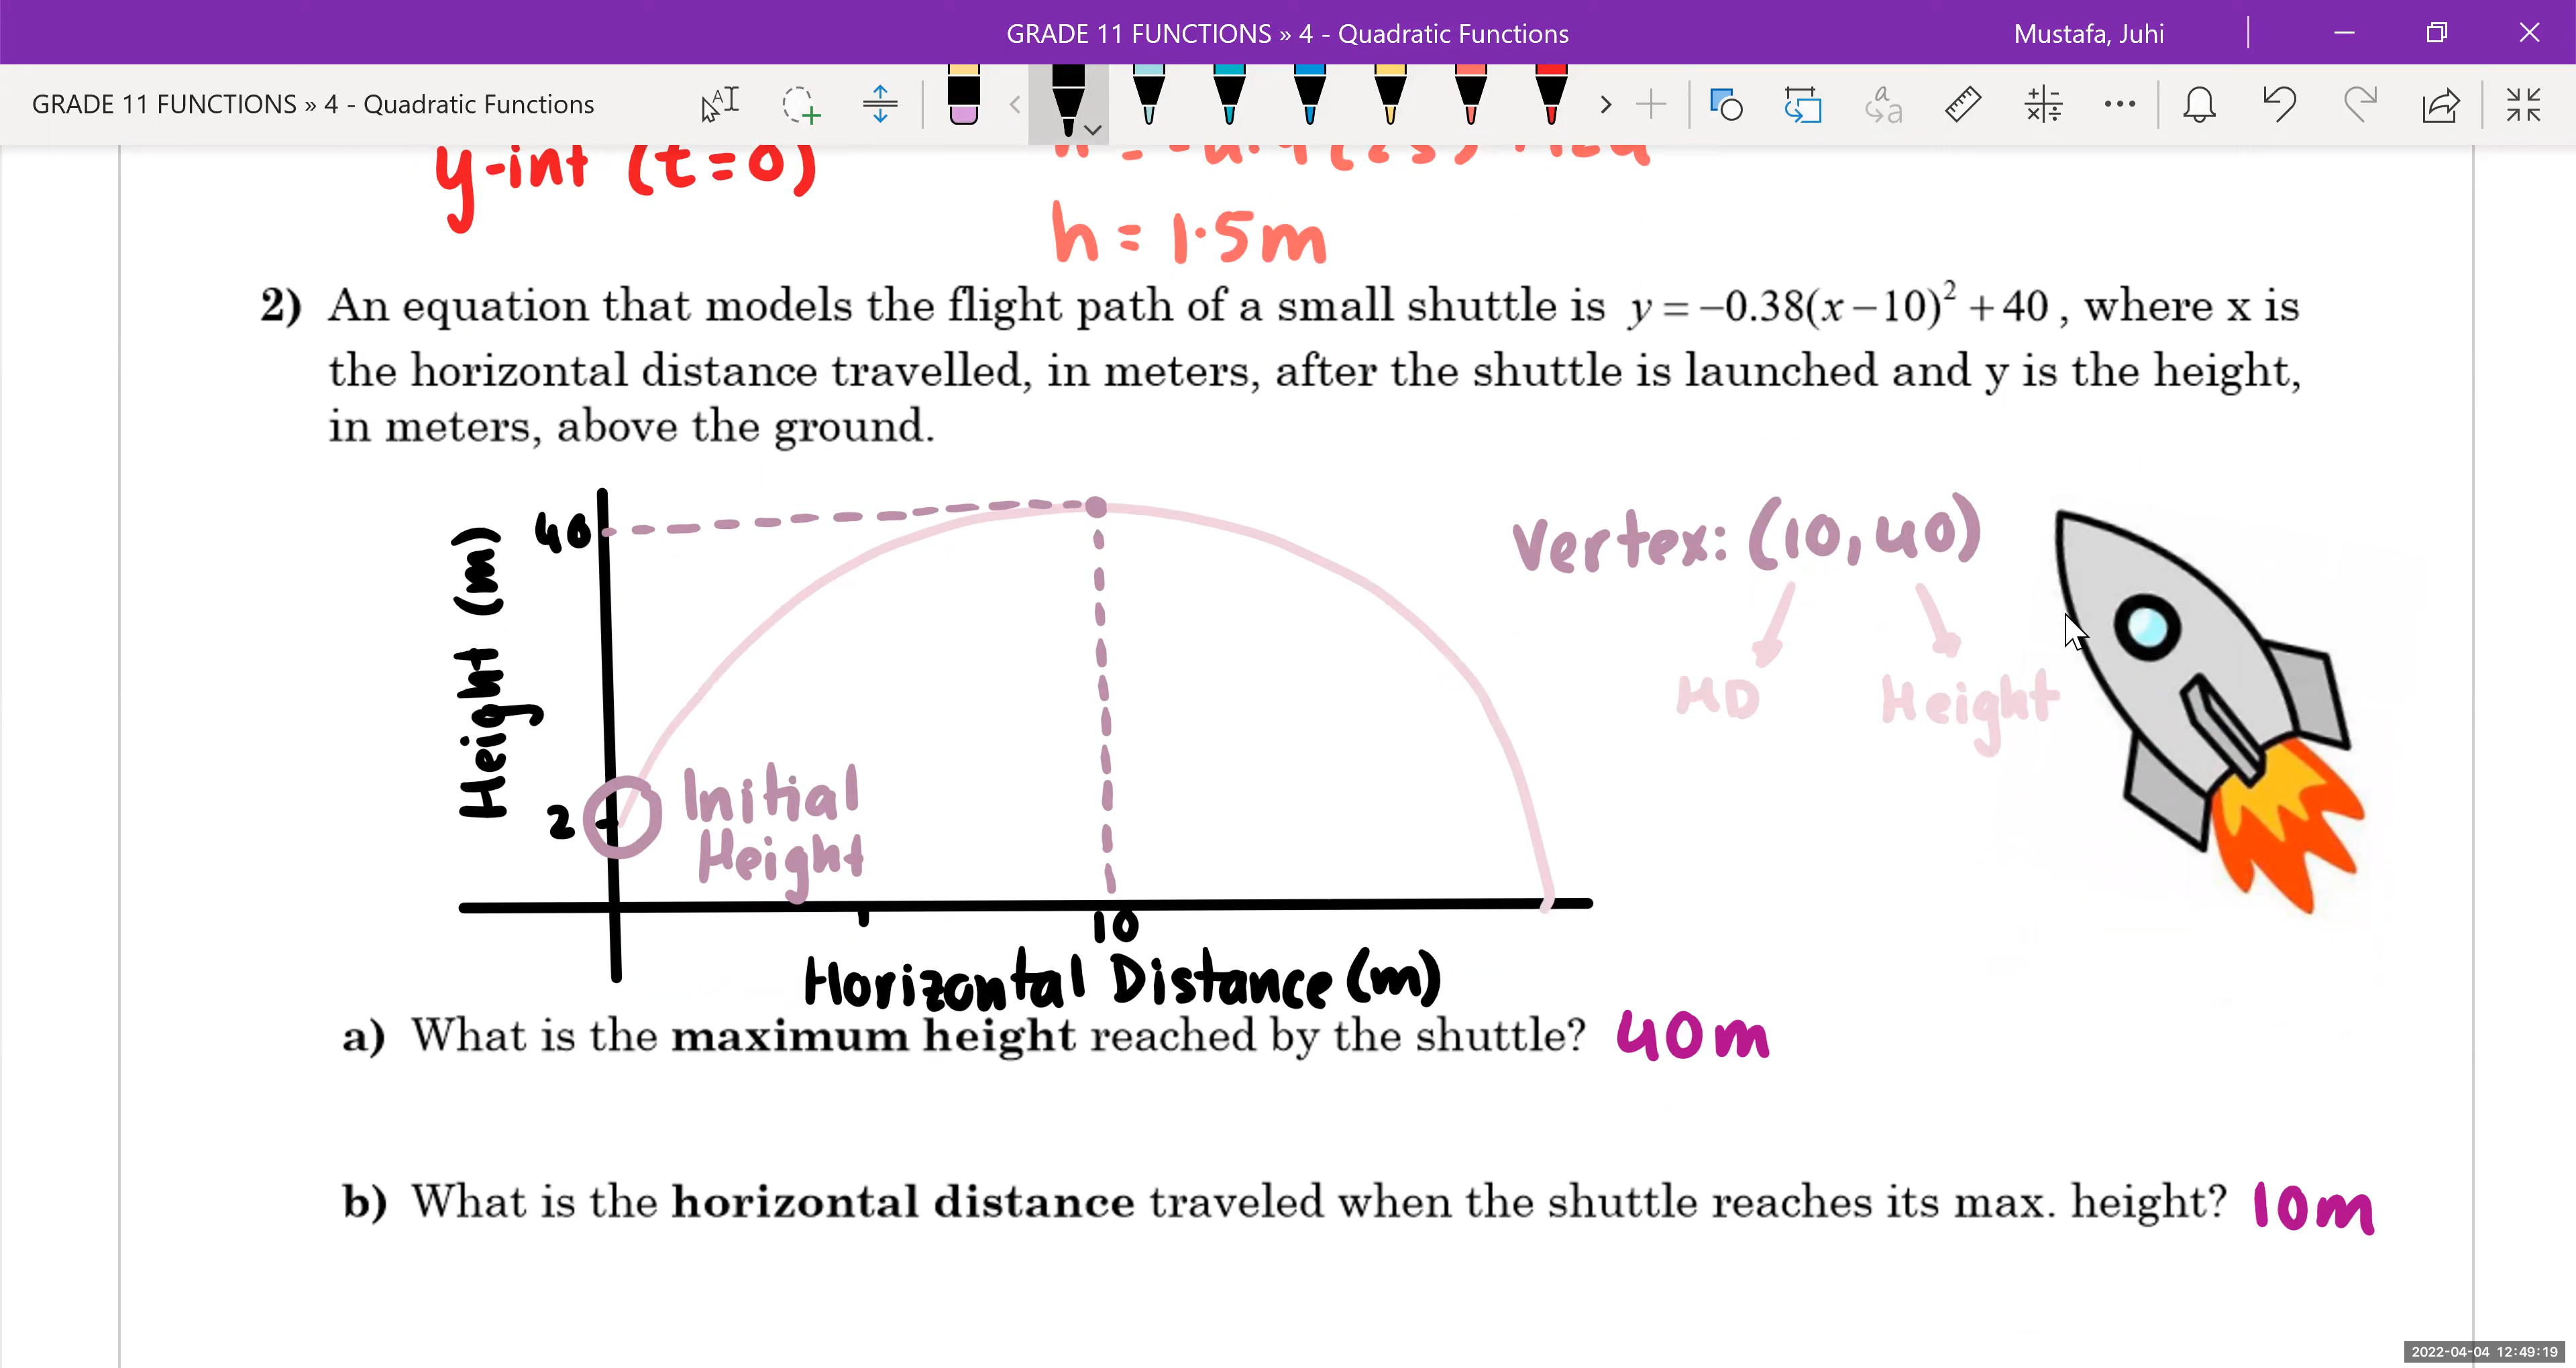 GRADE 11 FUNCTIONS » 4 - Quadratic Functions
Mustafa, Juhi
GRADE 11 FUNCTIONS » 4 - Quadratic Functions
y-int (t=0)
h = 1.5m
2) An equation that models the flight path of a small shuttle is y = −0.38(x − 10)² + 40 , where x is
the horizontal distance travelled, in meters, after the shuttle is launched and y is the height,
in meters, above the ground.
40
Height (m)
2
Initial
Height
10
Horizontal Distance (m)
Vertex: (10, 40)
HD Height
a) What is the maximum height reached by the shuttle? 40m
b) What is the horizontal distance traveled when the shuttle reaches its max. height? 10m
2022-04-04 12:49:19